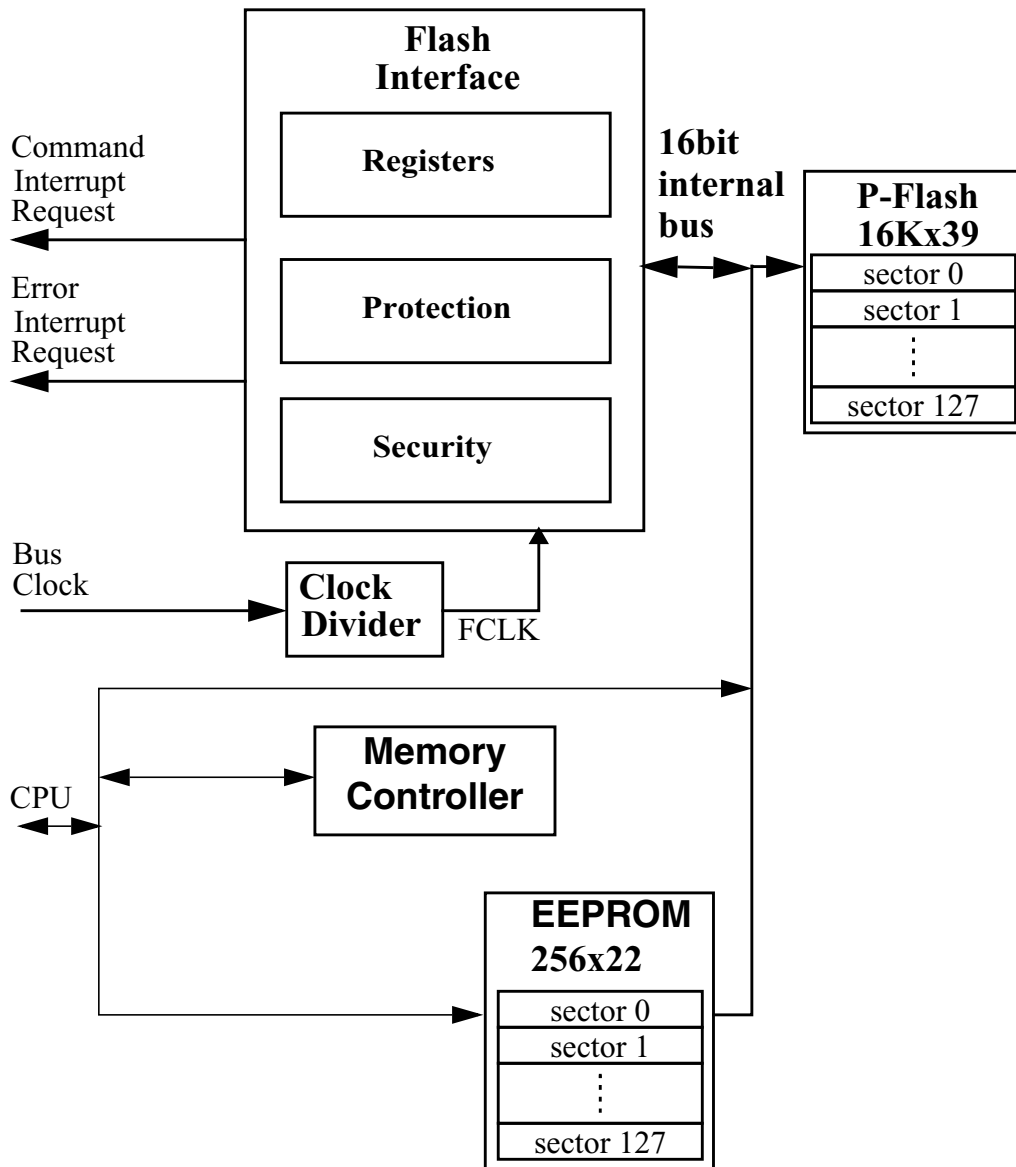 Flash
Interface
Registers
Protection
Security
Command
Interrupt
Request
Error
Interrupt
Request
16bit
internal
bus
P-Flash
16Kx39
sector 0
sector 1
sector 127
Bus
Clock
Clock
Divider
FCLK
Memory
Controller
CPU
EEPROM
256x22
sector 0
sector 1
sector 127